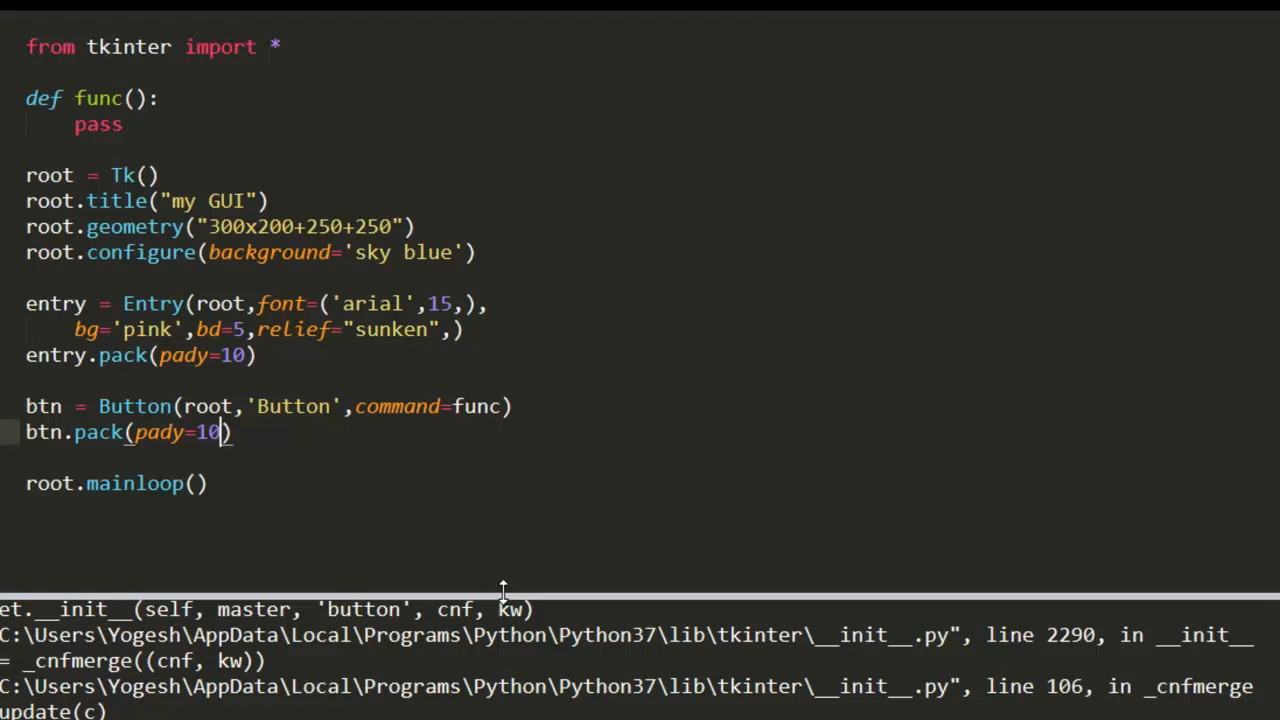 from tkinter import *
def func():
    pass
root = Tk()
root.title("my GUI")
root.geometry("300x200+250+250")
root.configure(background='sky blue')
entry = Entry(root,font=('arial',15,),
    bg='pink',bd=5,relief="sunken",)
entry.pack(pady=10)
btn = Button(root,'Button',command=func)
btn.pack(pady=10)
root.mainloop()
et.__init__(self, master, 'button', cnf, kw)
C:\Users\Yogesh\AppData\Local\Programs\Python\Python37\lib\tkinter\__init__.py", line 2290, in __init__
= _cnfmerge((cnf, kw))
C:\Users\Yogesh\AppData\Local\Programs\Python\Python37\lib\tkinter\__init__.py", line 106, in _cnfmerge
update(c)